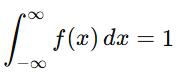 ∫_{-∞}^{∞} f(x) dx = 1